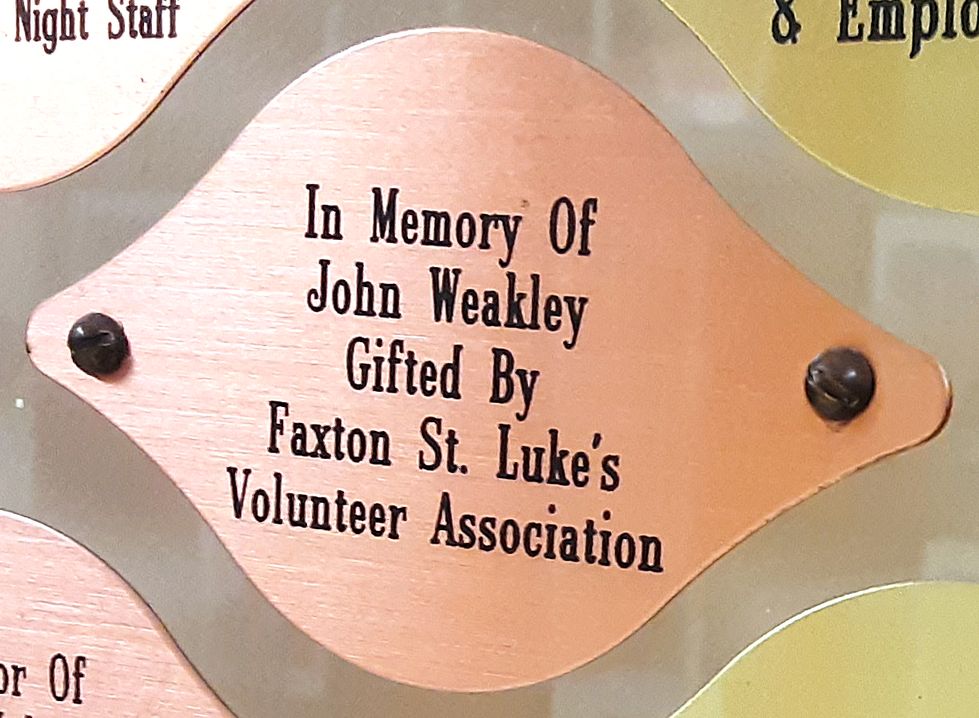 Night Staff
& Emplo
In Memory Of
John Weakley
Gifted By
Faxton St. Luke's
Volunteer Association
or Of